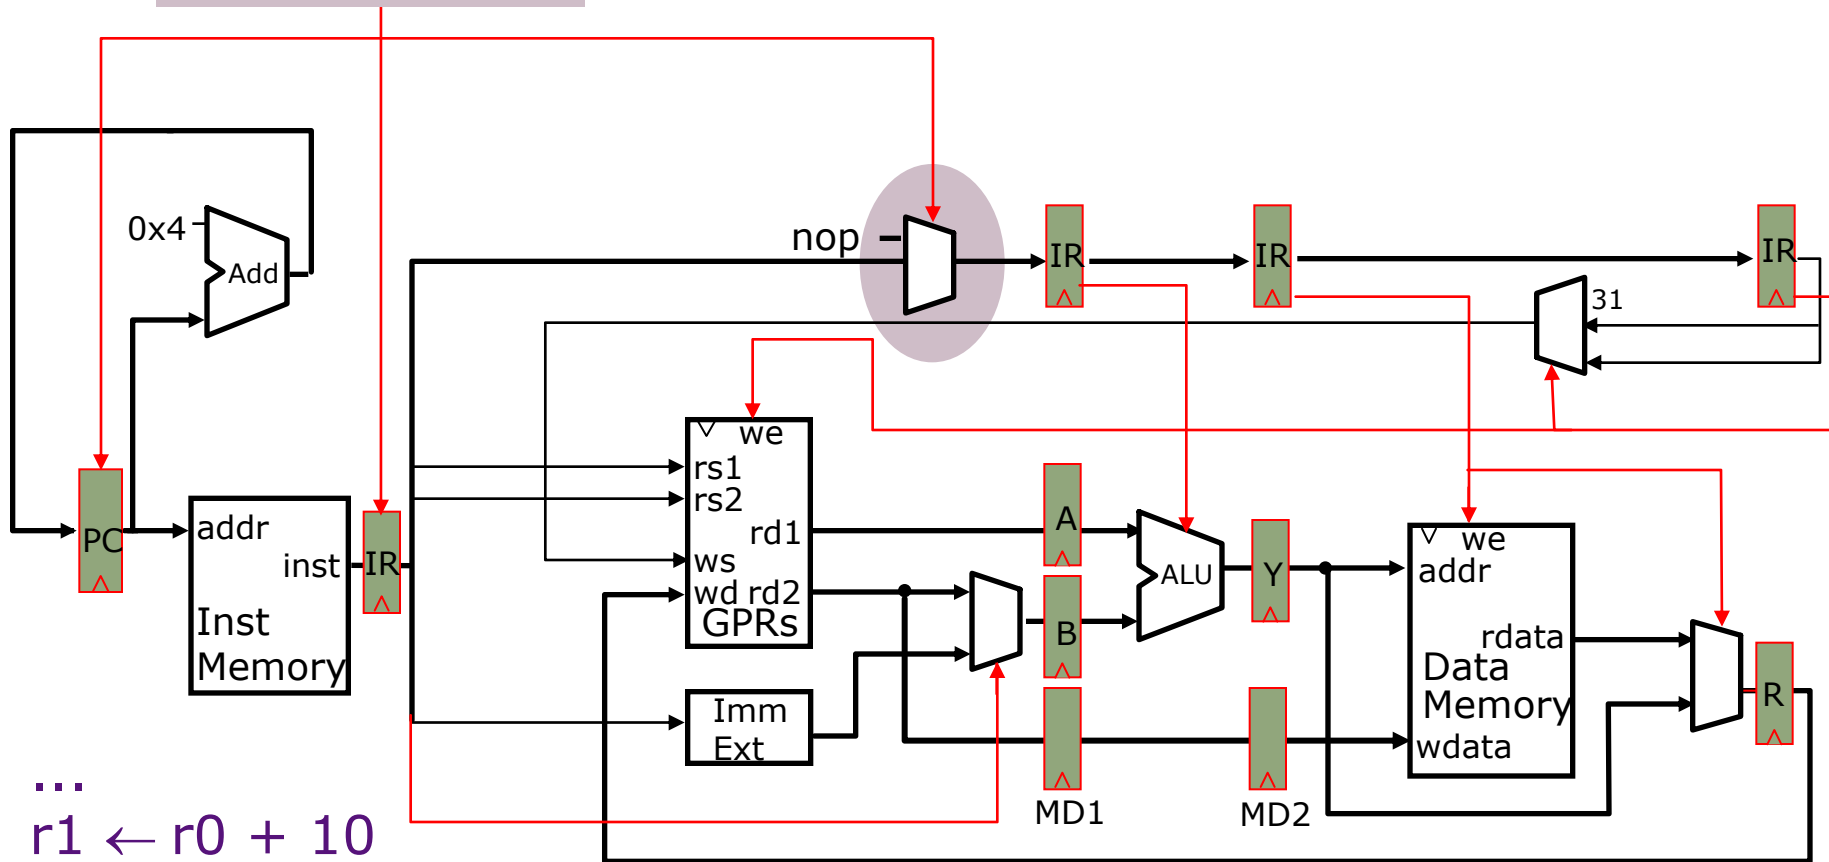 0x4
Add
nop
IR
IR
IR
31
we
rs1
rs2
rd1
ws
wd rd2
GPRs
PC
addr
inst
Inst
Memory
IR
A
B
ALU
Y
we
addr
rdata
Data
Memory
wdata
R
Imm
Ext
MD1
MD2
...
r1 ← r0 + 10